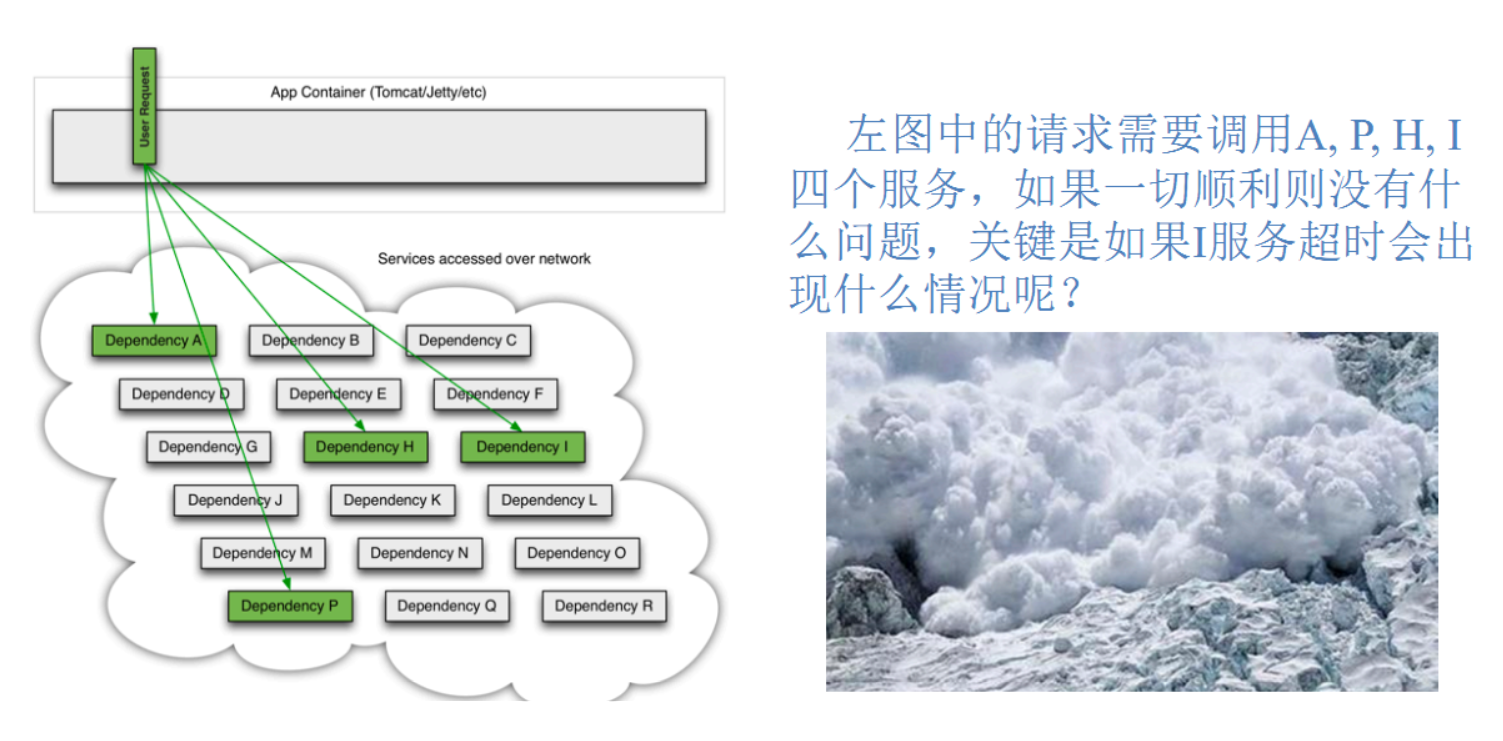 User Request
App Container (Tomcat/Jetty/etc)
Services accessed over network
Dependency A
Dependency B
Dependency C
Dependency D
Dependency E
Dependency F
Dependency G
Dependency H
Dependency I
Dependency J
Dependency K
Dependency L
Dependency M
Dependency N
Dependency O
Dependency P
Dependency Q
Dependency R
左图中的请求需要调用A, P, H, I
四个服务，如果一切顺利则没有什
么问题，关键是如果I服务超时会出
现什么情况呢？